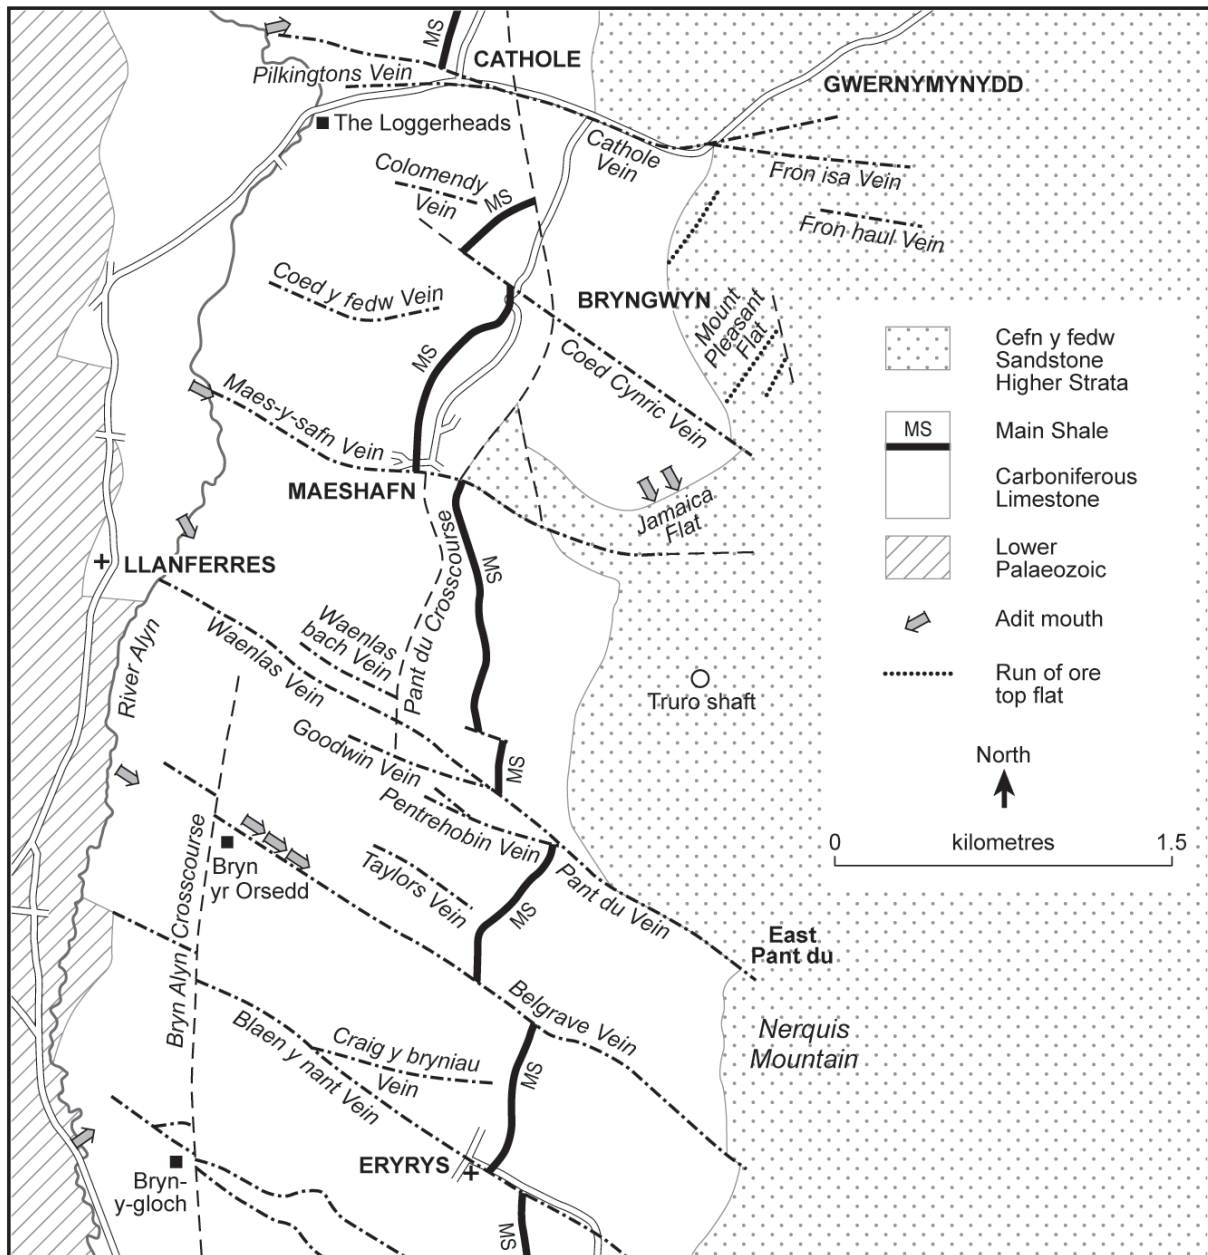 MS
CATHOLE
Pilkingtons Vein
GWERNYMYNYDD
The Loggerheads
Cathole
Vein
Colomendy
Vein
MS
Fron isa Vein
Fron haul Vein
Coed y fedw Vein
BRYNGWYN
Mount
Pleasant
Flat
MS
Coed Cynric Vein
Maes-y-safn Vein
MAESHAFN
Jamaica
Flat
LLANFERRES
MS
Pant du Crosscourse
River Alyn
Waenlas
bach Vein
Waenlas Vein
Truro shaft
Goodwin Vein
MS
Pentrehobin Vein
Bryn
yr Orsedd
Taylors Vein
MS
Pant du Vein
East
Pant du
Bryn Alyn Crosscourse
Belgrave Vein
Nerquis
Mountain
Blaen y nant Vein
Craig y bryniau
Vein
MS
ERYRYS
Bryn-
y-gloch
MS
Cefn y fedw
Sandstone
Higher Strata
MS
Main Shale
Carboniferous
Limestone
Lower
Palaeozoic
Adit mouth
Run of ore
top flat
North
0 kilometres 1.5